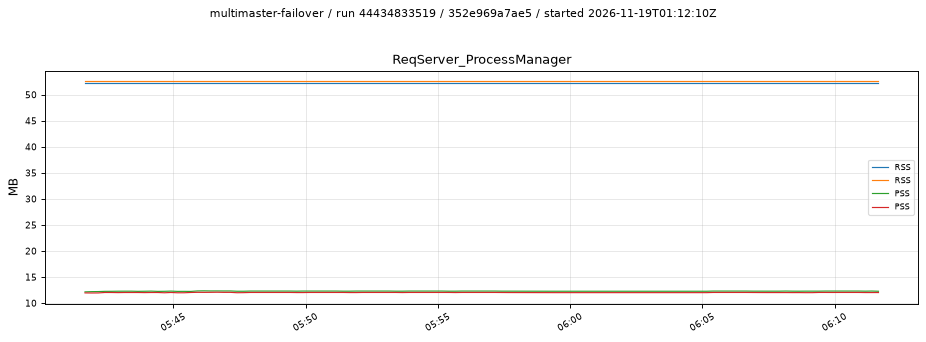 multimaster-failover / run 44434833519 / 352e969a7ae5 / started 2026-11-19T01:12:10Z
ReqServer_ProcessManager
MB
50
45
40
35
30
25
20
15
10
RSS
RSS
PSS
PSS
05:45
05:50
05:55
06:00
06:05
06:10